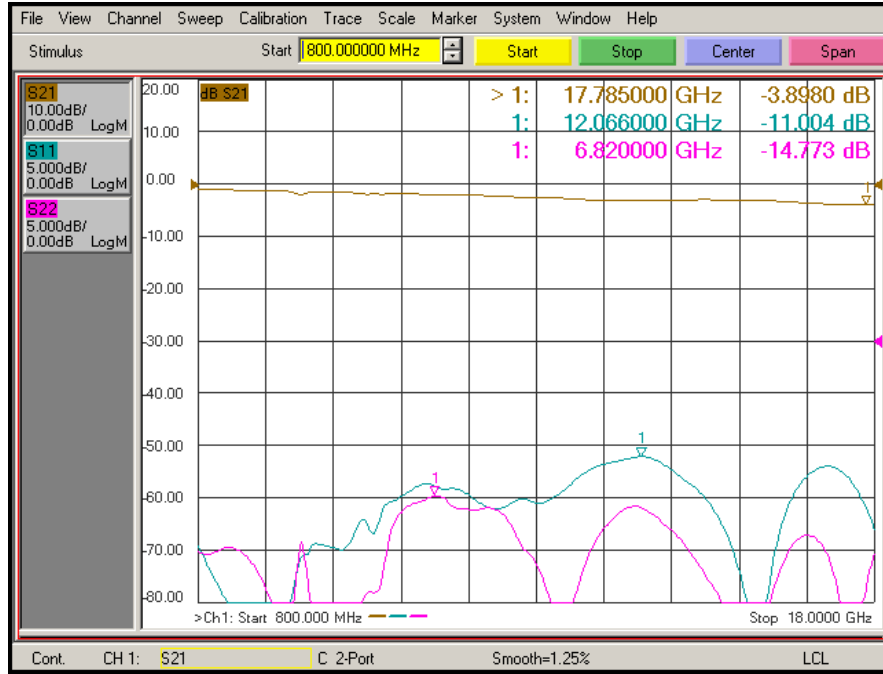 File View Channel Sweep Calibration Trace Scale Marker System Window Help
Stimulus Start 800.000000 MHz Start Stop Center Span
S21
10.00dB/
0.00dB LogM
S11
5.000dB/
0.00dB LogM
S22
5.000dB/
0.00dB LogM
dB S21
> 1: 17.785000 GHz -3.8980 dB
1: 12.066000 GHz -11.004 dB
1: 6.820000 GHz -14.773 dB
20.00
10.00
0.00
-10.00
-20.00
-30.00
-40.00
-50.00
-60.00
-70.00
-80.00
1
1
1
>Ch1: Start 800.000 MHz Stop 18.0000 GHz
Cont. CH 1: S21 C 2-Port Smooth=1.25% LCL